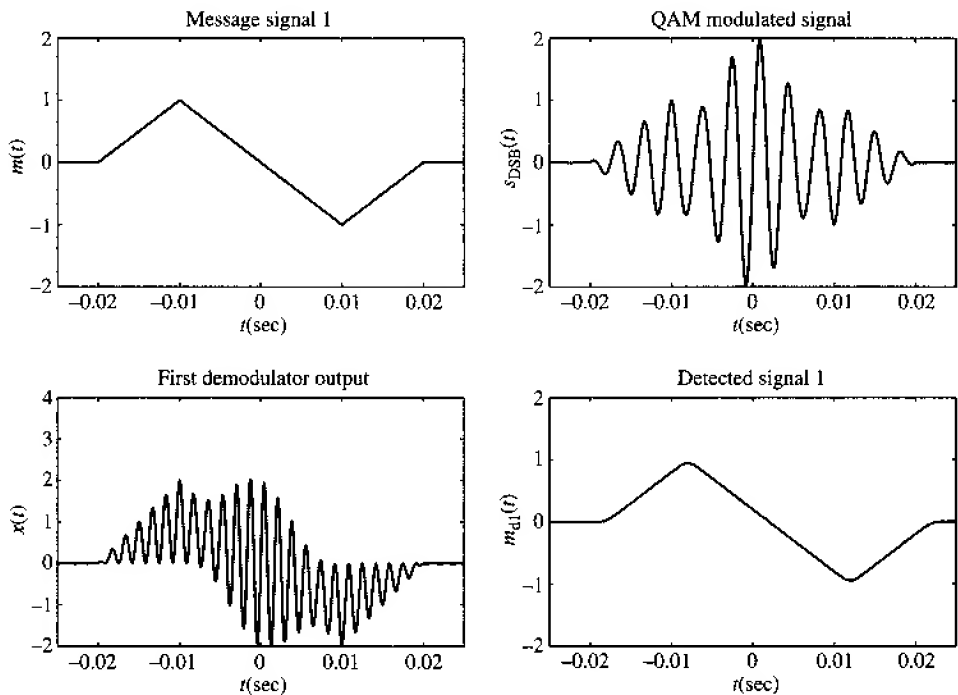 Message signal 1
2
1
0
−1
−2
m(t)
−0.02 −0.01 0 0.01 0.02
t(sec)
QAM modulated signal
2
1
0
−1
−2
sDSB(t)
−0.02 −0.01 0 0.01 0.02
t(sec)
First demodulator output
4
3
2
1
0
−1
−2
x(t)
−0.02 −0.01 0 0.01 0.02
t(sec)
Detected signal 1
2
1
0
−1
−2
md1(t)
−0.02 −0.01 0 0.01 0.02
t(sec)